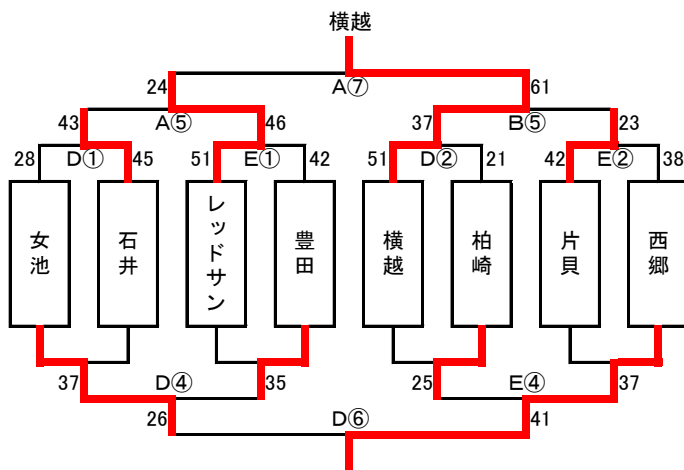 横越
24 A⑦ 61
43 A⑤ 46 37 B⑤ 23
28 D① 45 51 E① 42 51 D② 21 42 E② 38
女池
石井
レッドサン
豊田
横越
柏崎
片貝
西郷
37 D④ 35 25 E④ 37
26 D⑥ 41